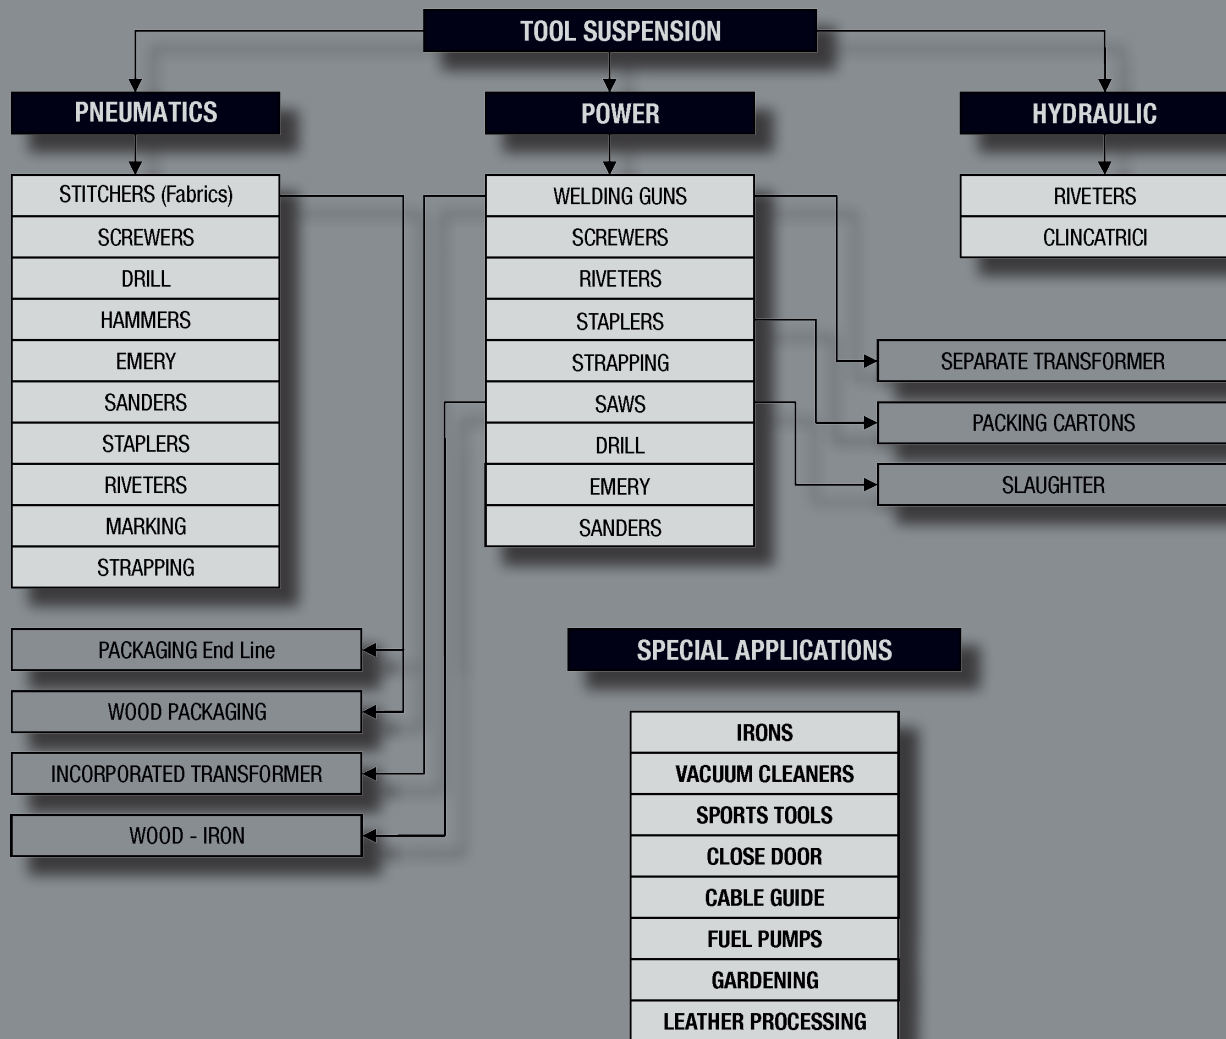 TOOL SUSPENSION
PNEUMATICS
POWER
HYDRAULIC
STITCHERS (Fabrics)
SCREWERS
DRILL
HAMMERS
EMERY
SANDERS
STAPLERS
RIVETERS
MARKING
STRAPPING
WELDING GUNS
SCREWERS
RIVETERS
STAPLERS
STRAPPING
SAWS
DRILL
EMERY
SANDERS
RIVETERS
CLINCATRICI
SEPARATE TRANSFORMER
PACKING CARTONS
SLAUGHTER
PACKAGING End Line
WOOD PACKAGING
INCORPORATED TRANSFORMER
WOOD - IRON
SPECIAL APPLICATIONS
IRONS
VACUUM CLEANERS
SPORTS TOOLS
CLOSE DOOR
CABLE GUIDE
FUEL PUMPS
GARDENING
LEATHER PROCESSING